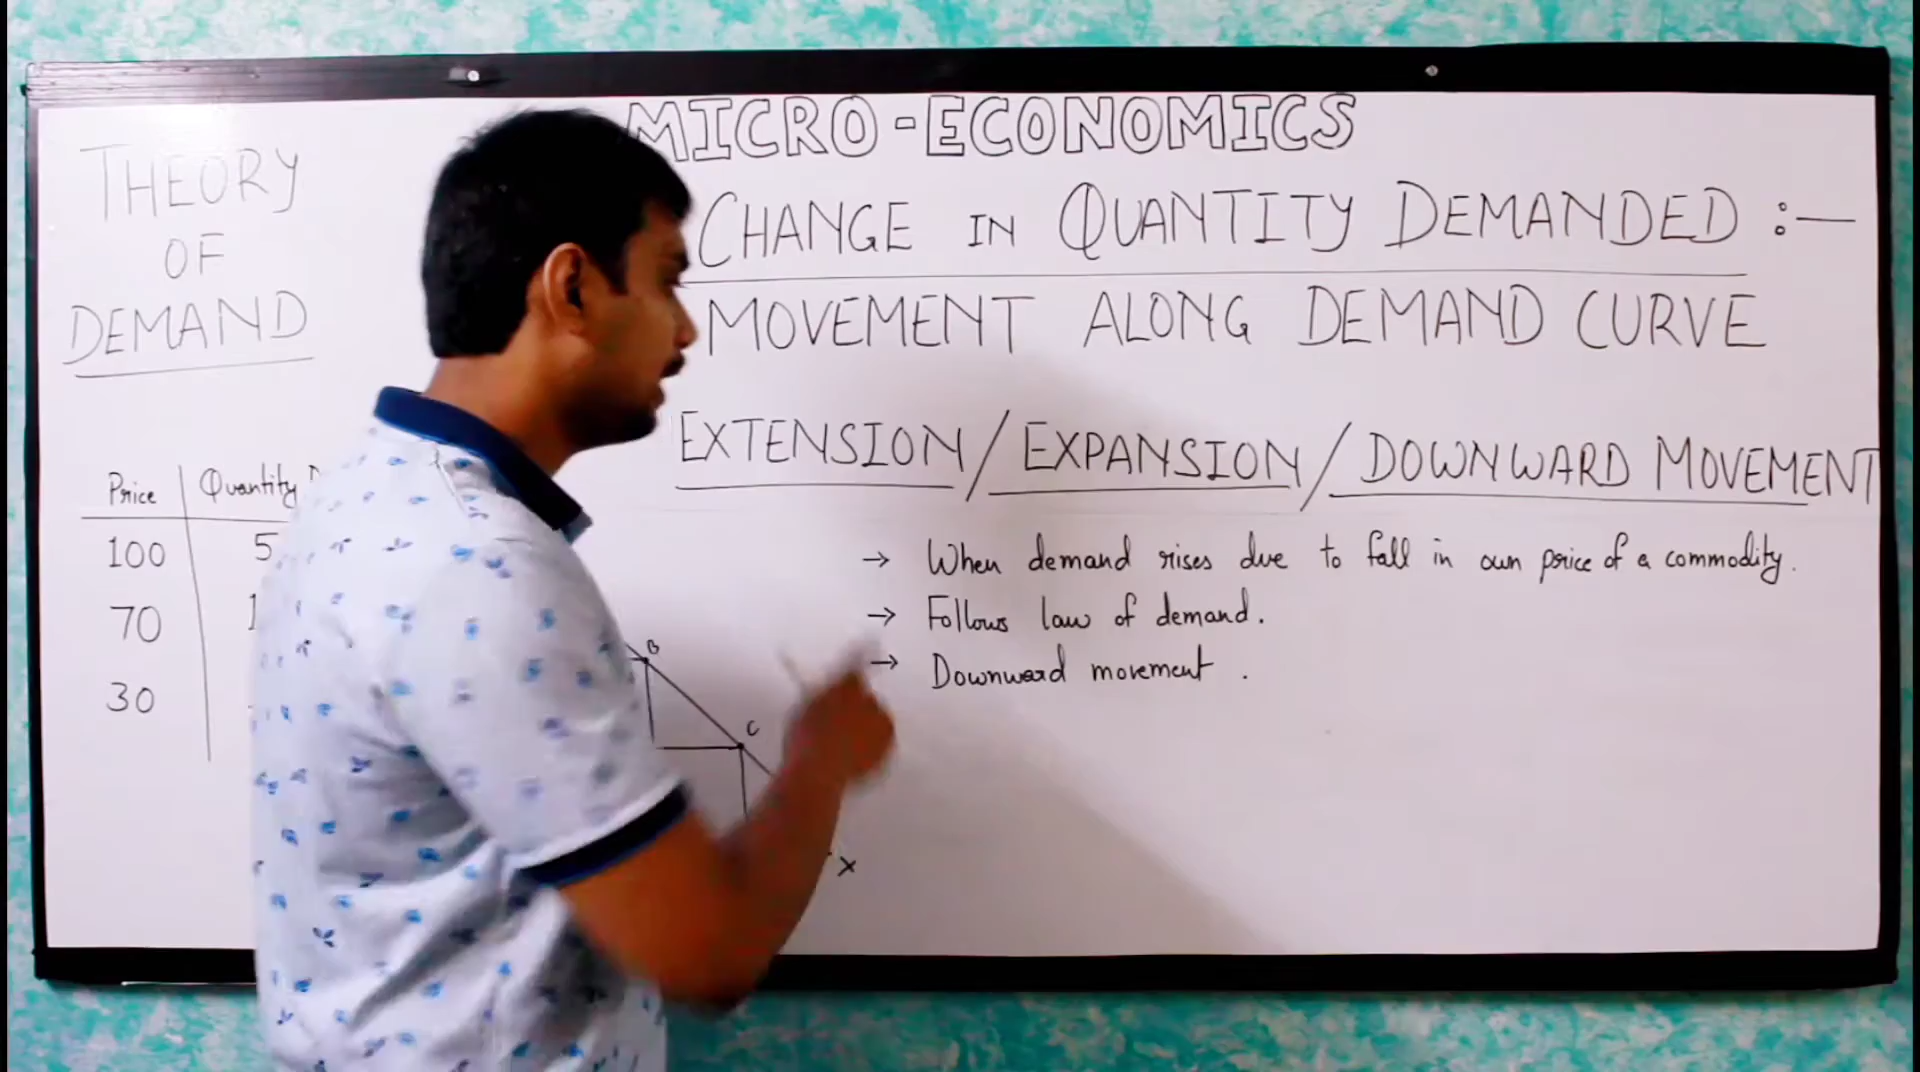 MICRO-ECONOMICS
THEORY
OF
DEMAND
CHANGE IN QUANTITY DEMANDED :—
MOVEMENT ALONG DEMAND CURVE
EXTENSION/EXPANSION/DOWNWARD MOVEMENT
→ When demand rises due to fall in own price of a commodity.
→ Follows law of demand.
→ Downward movement.
Price Quantity
100 5
70
30
B
C
X